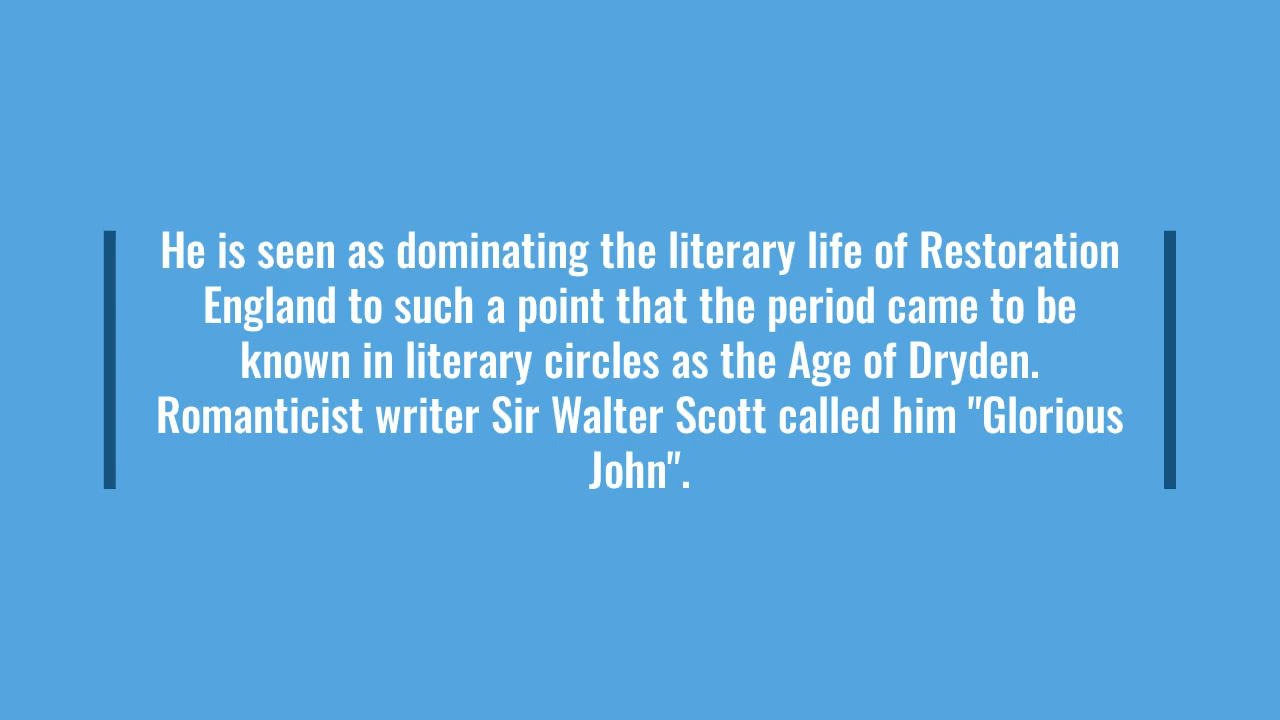 He is seen as dominating the literary life of Restoration
England to such a point that the period came to be
known in literary circles as the Age of Dryden.
Romanticist writer Sir Walter Scott called him "Glorious
John".